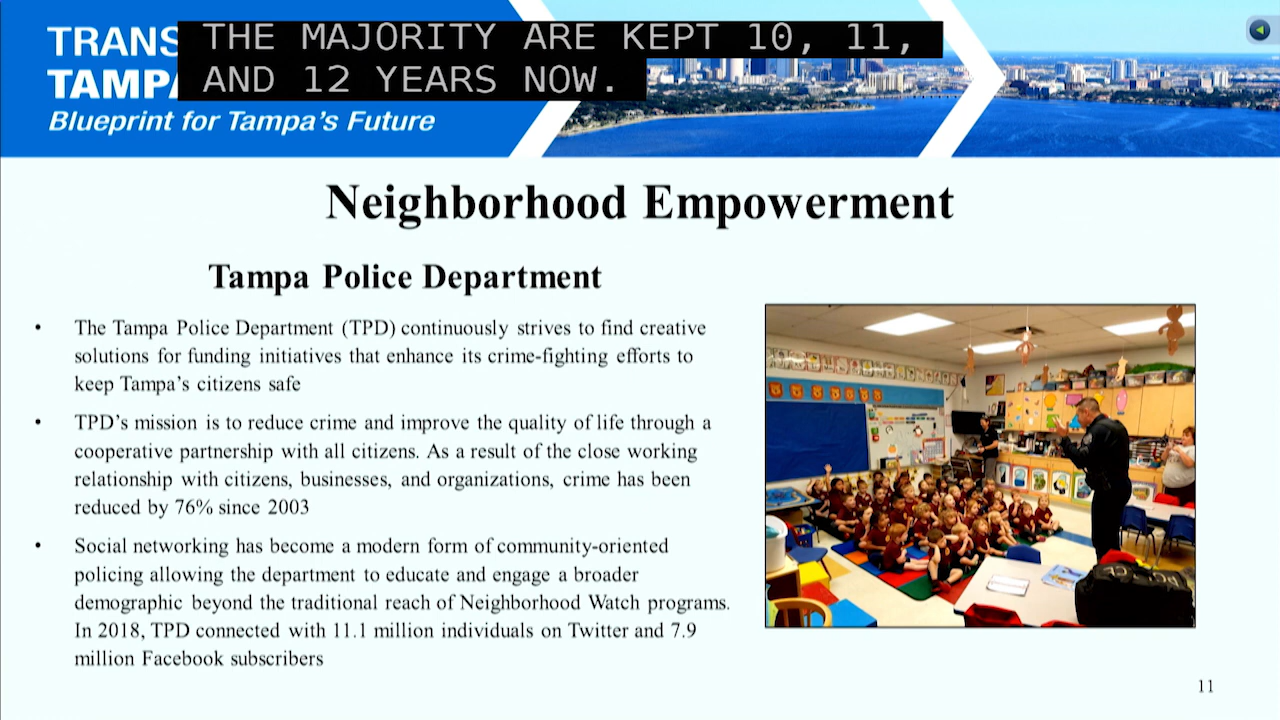 TRANS
TAMPA
THE MAJORITY ARE KEPT 10, 11,
AND 12 YEARS NOW.
Blueprint for Tampa's Future
Neighborhood Empowerment
Tampa Police Department
• The Tampa Police Department (TPD) continuously strives to find creative
solutions for funding initiatives that enhance its crime-fighting efforts to
keep Tampa's citizens safe
• TPD's mission is to reduce crime and improve the quality of life through a
cooperative partnership with all citizens. As a result of the close working
relationship with citizens, businesses, and organizations, crime has been
reduced by 76% since 2003
• Social networking has become a modern form of community-oriented
policing allowing the department to educate and engage a broader
demographic beyond the traditional reach of Neighborhood Watch programs.
In 2018, TPD connected with 11.1 million individuals on Twitter and 7.9
million Facebook subscribers
11